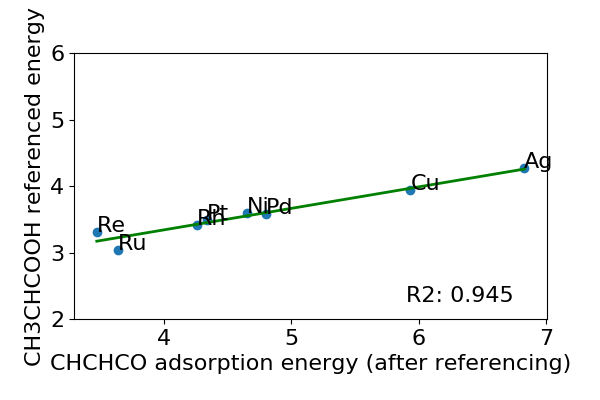 CH3CHCOOH referenced energy
6
5
4
3
2
Re
Ru
Rh
Pt
Ni
Pd
Cu
Ag
R2: 0.945
4 5 6 7
CHCHCO adsorption energy (after referencing)